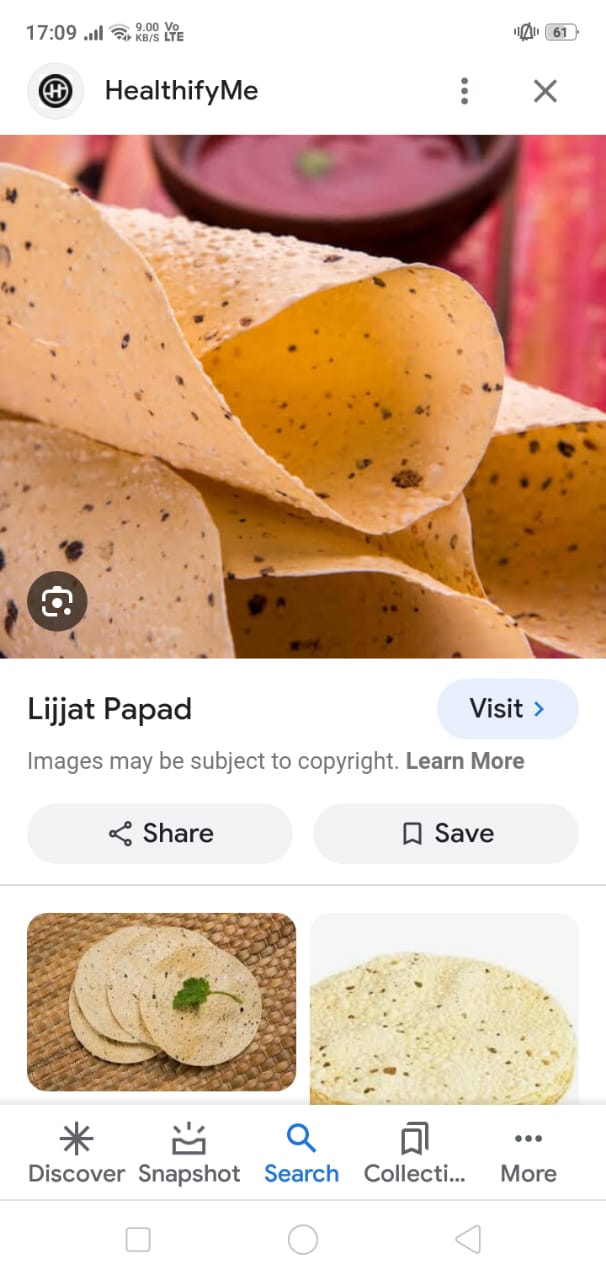 17:09 9.00 KB/S Vo LTE 61
HealthifyMe
Lijjat Papad
Visit
Images may be subject to copyright. Learn More
Share Save
Discover Snapshot Search Collecti... More